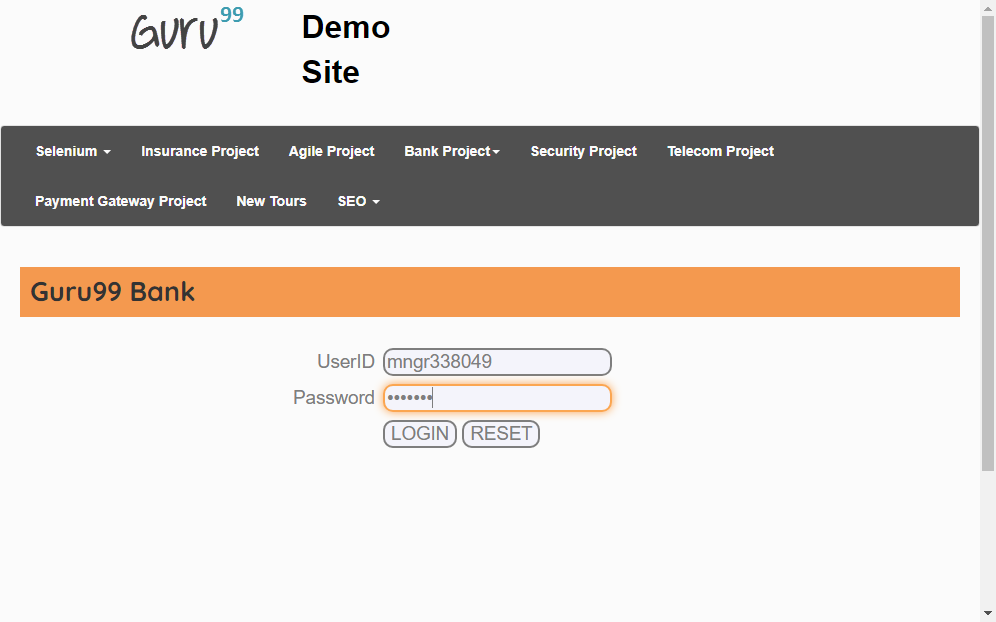 Guru99
Demo
Site
Selenium Insurance Project Agile Project Bank Project Security Project Telecom Project
Payment Gateway Project New Tours SEO
Guru99 Bank
UserID mngr338049
Password •••••••
LOGIN RESET